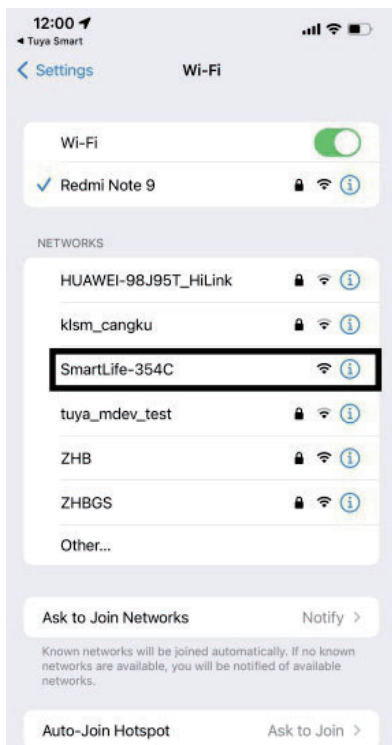 12:00
Tuya Smart
Settings
Wi-Fi
Wi-Fi
Redmi Note 9
NETWORKS
HUAWEI-98J95T_HiLink
klsm_cangku
SmartLife-354C
tuya_mdev_test
ZHB
ZHBGS
Other...
Ask to Join Networks Notify
Known networks will be joined automatically. If no known
networks are available, you will be notified of available
networks.
Auto-Join Hotspot Ask to Join